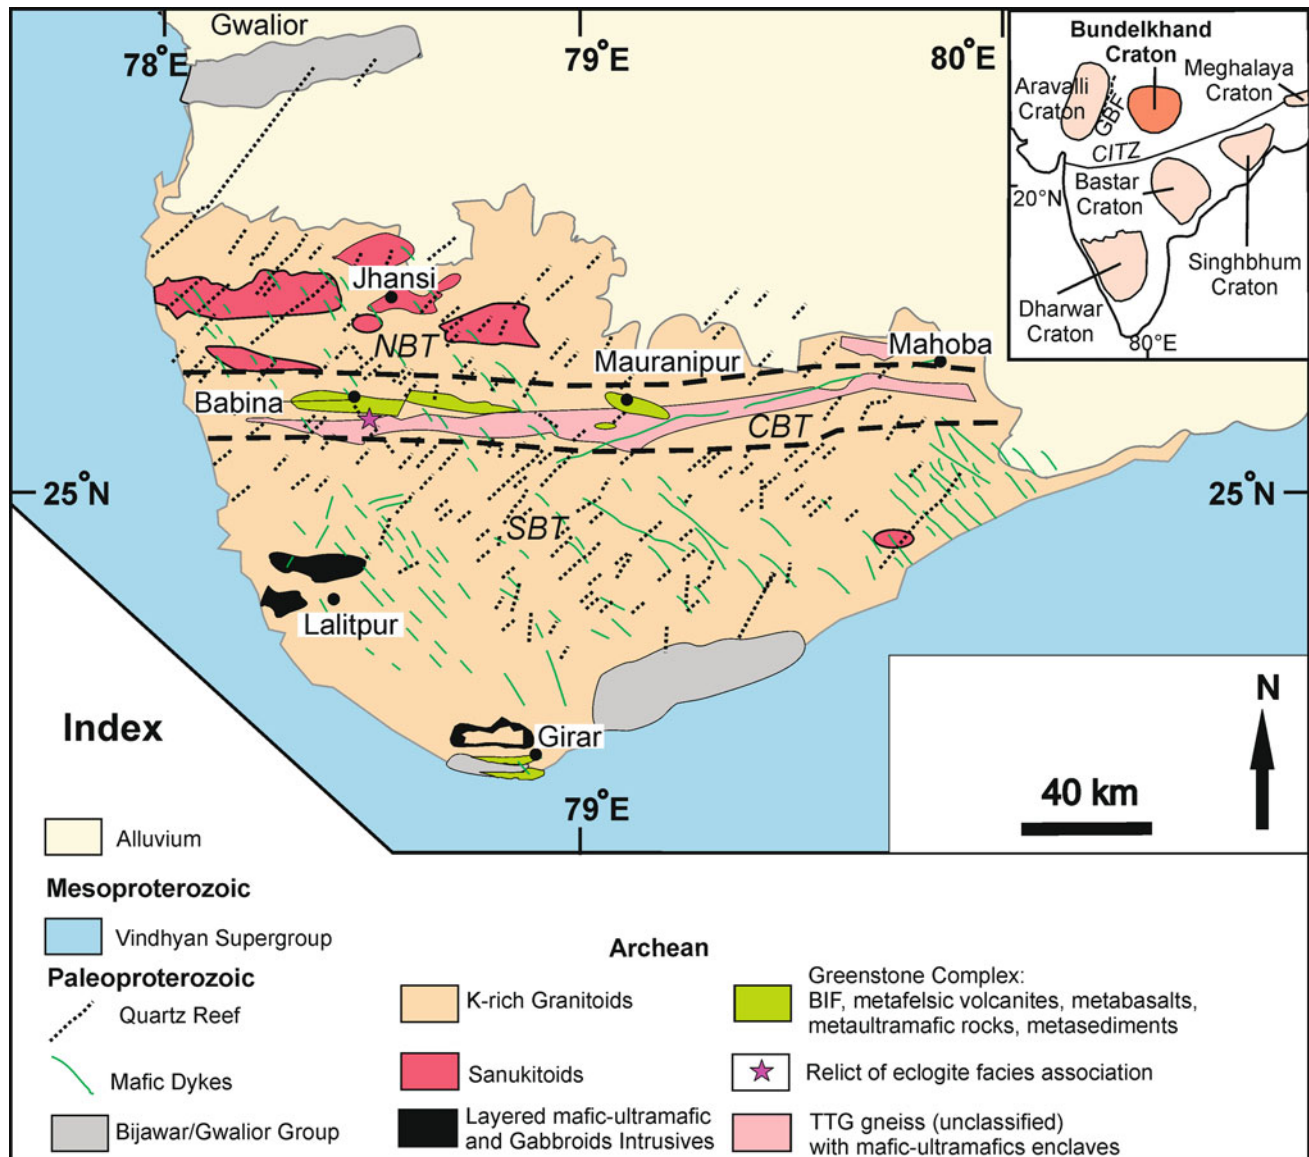 Gwalior
78°E
79°E
80°E
Bundelkhand
Craton
Aravalli
Craton
Meghalaya
Craton
GBF
CITZ
20°N
Bastar
Craton
Singhbhum
Craton
Dharwar
Craton
80°E
Jhansi
NBT
Mauranipur
Mahoba
Babina
CBT
25°N
25°N
SBT
Lalitpur
Girar
79°E
N
40 km
Index
Alluvium
Mesoproterozoic
Vindhyan Supergroup
Paleoproterozoic
Quartz Reef
Mafic Dykes
Bijawar/Gwalior Group
Archean
K-rich Granitoids
Sanukitoids
Layered mafic-ultramafic
and Gabbroids Intrusives
Greenstone Complex:
BIF, metafelsic volcanites, metabasalts,
metaultramafic rocks, metasediments
Relict of eclogite facies association
TTG gneiss (unclassified)
with mafic-ultramafics enclaves